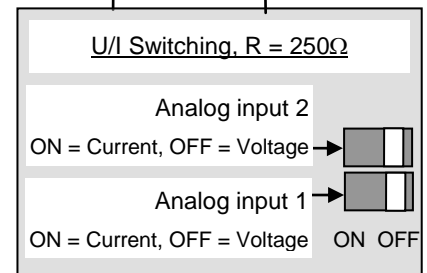 U/I Switching, R = 250Ω
Analog input 2
ON = Current, OFF = Voltage
Analog input 1
ON = Current, OFF = Voltage ON OFF